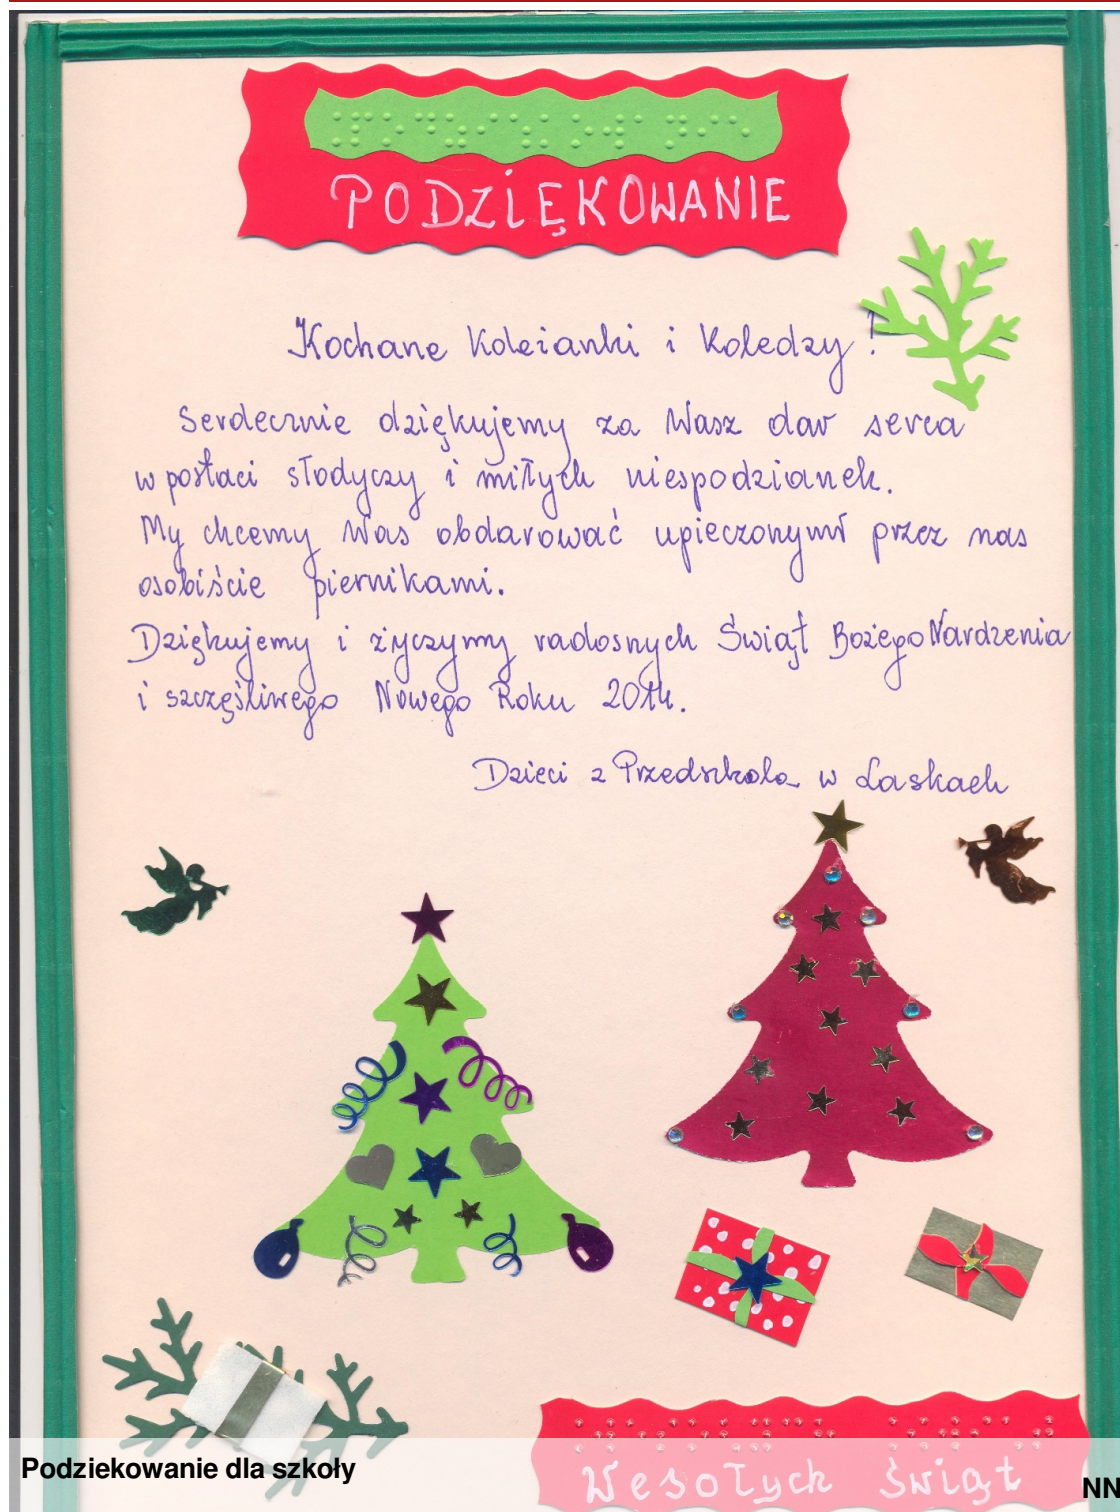 PODZIĘKOWANIE
Kochane Koleżanki i Koledzy!
Serdecznie dziękujemy za Wasz dar serca
w postaci słodyczy i miłych niespodzianek.
My chcemy Was obdarować upieczonymi przez nas
osobiście piernikami.
Dziękujemy i życzymy radosnych Świąt Bożego Nardzenia
i szczęśliwego Nowego Roku 2014.
Dzieci z Przedszkola w Laskach
Wesołych Świąt
Podziekowanie dla szkoły
NN